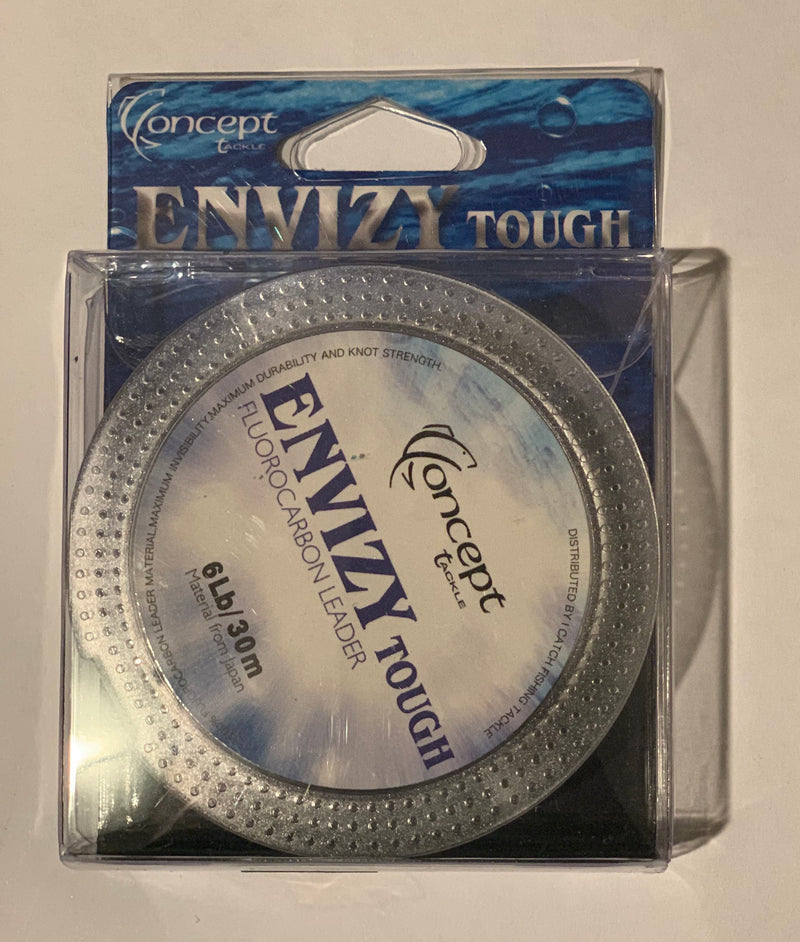 Concept
tackle
ENVIZY TOUGH
MAXIMUM INVISIBILITY,MAXIMUM DURABILITY AND KNOT STRENGTH.
OCARBON LEADER MATERIAL.
ENVIZY TOUGH
FLUOROCARBON LEADER
6Lb/30m
Material from Japan
Concept
tackle
DISTRIBUTED BY I CATCH FISHING TACKLE